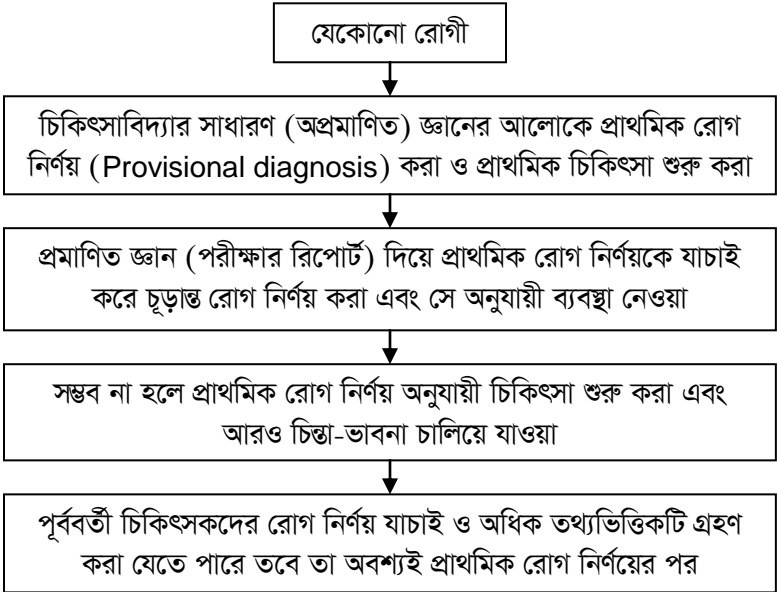 যেকোনো রোগী
চিকিৎসাবিদ্যার সাধারণ (অপ্রমাণিত) জ্ঞানের আলোকে প্রাথমিক রোগ
নির্ণয় (Provisional diagnosis) করা ও প্রাথমিক চিকিৎসা শুরু করা
প্রমাণিত জ্ঞান (পরীক্ষার রিপোর্ট) দিয়ে প্রাথমিক রোগ নির্ণয়কে যাচাই
করে চূড়ান্ত রোগ নির্ণয় করা এবং সে অনুযায়ী ব্যবস্থা নেওয়া
সম্ভব না হলে প্রাথমিক রোগ নির্ণয় অনুযায়ী চিকিৎসা শুরু করা এবং
আরও চিন্তা-ভাবনা চালিয়ে যাওয়া
পূর্ববর্তী চিকিৎসকদের রোগ নির্ণয় যাচাই ও অধিক তথ্যভিত্তিকটি গ্রহণ
করা যেতে পারে তবে তা অবশ্যই প্রাথমিক রোগ নির্ণয়ের পর